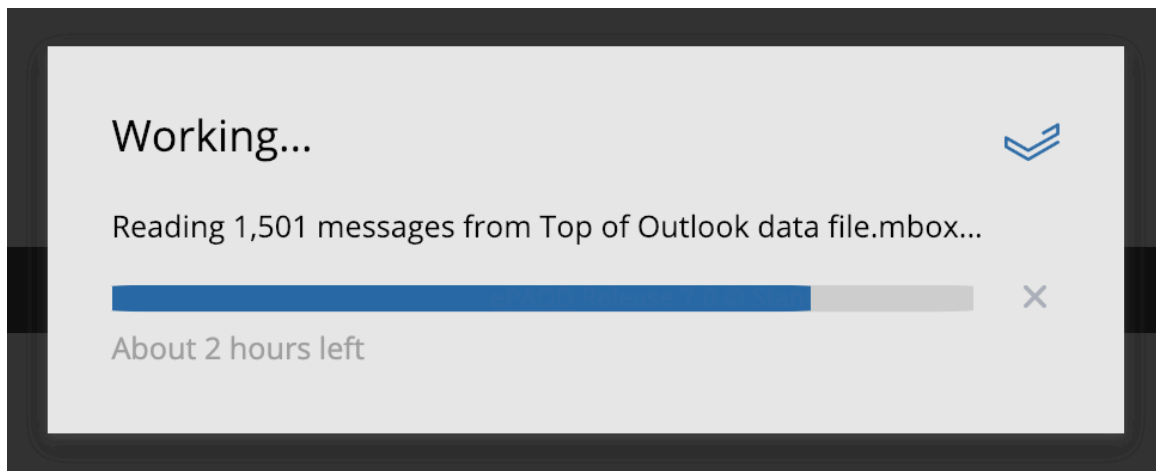 Working...
Reading 1,501 messages from Top of Outlook data file.mbox...
About 2 hours left